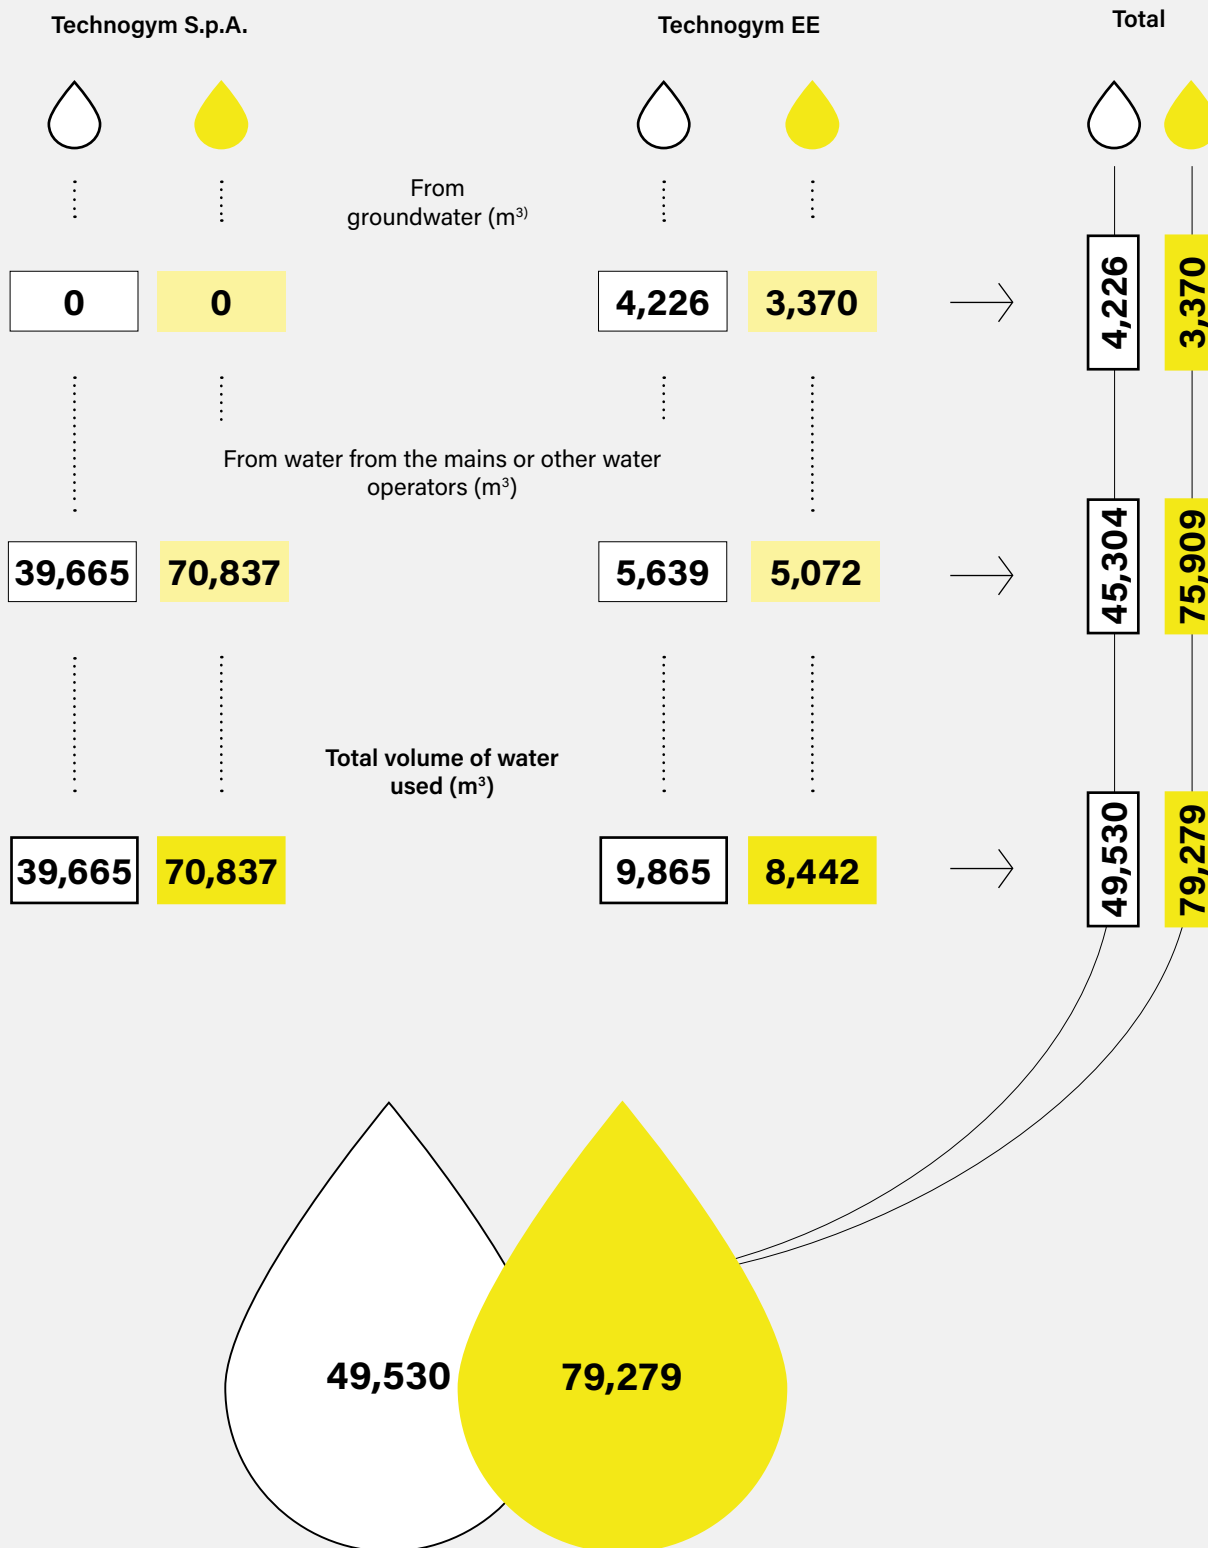 Technogym S.p.A.
Technogym EE
Total
From
groundwater (m³)
0
0
4,226
3,370
4,226
3,370
From water from the mains or other water
operators (m³)
39,665
70,837
5,639
5,072
45,304
75,909
Total volume of water
used (m³)
39,665
70,837
9,865
8,442
49,530
79,279
49,530
79,279